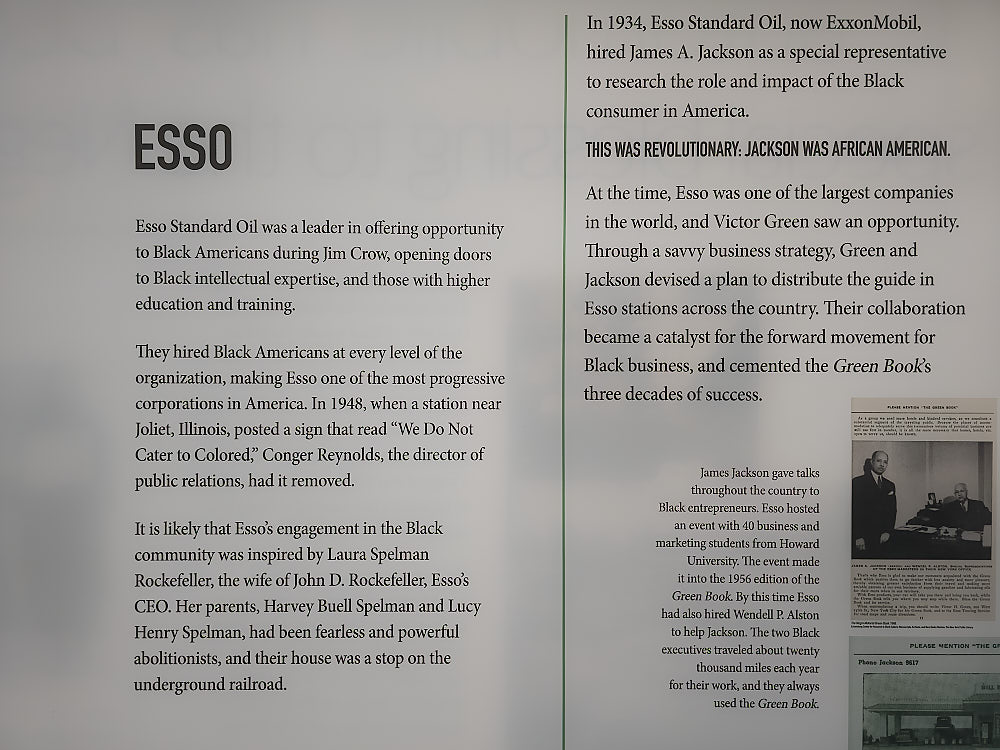 ESSO
Esso Standard Oil was a leader in offering opportunity
to Black Americans during Jim Crow, opening doors
to Black intellectual expertise, and those with higher
education and training.
They hired Black Americans at every level of the
organization, making Esso one of the most progressive
corporations in America. In 1948, when a station near
Joliet, Illinois, posted a sign that read “We Do Not
Cater to Colored,” Conger Reynolds, the director of
public relations, had it removed.
It is likely that Esso’s engagement in the Black
community was inspired by Laura Spelman
Rockefeller, the wife of John D. Rockefeller, Esso’s
CEO. Her parents, Harvey Buell Spelman and Lucy
Henry Spelman, had been fearless and powerful
abolitionists, and their house was a stop on the
underground railroad.
In 1934, Esso Standard Oil, now ExxonMobil,
hired James A. Jackson as a special representative
to research the role and impact of the Black
consumer in America.
THIS WAS REVOLUTIONARY: JACKSON WAS AFRICAN AMERICAN.
At the time, Esso was one of the largest companies
in the world, and Victor Green saw an opportunity.
Through a savvy business strategy, Green and
Jackson devised a plan to distribute the guide in
Esso stations across the country. Their collaboration
became a catalyst for the forward movement for
Black business, and cemented the Green Book’s
three decades of success.
James Jackson gave talks
throughout the country to
Black entrepreneurs. Esso hosted
an event with 40 business and
marketing students from Howard
University. The event made
it into the 1956 edition of the
Green Book. By this time Esso
had also hired Wendell P. Alston
to help Jackson. The two Black
executives traveled about twenty
thousand miles each year
for their work, and they always
used the Green Book.
PLEASE MENTION "THE GREEN BOOK"
PLEASE MENTION "THE GR
Phone Jackson 9617